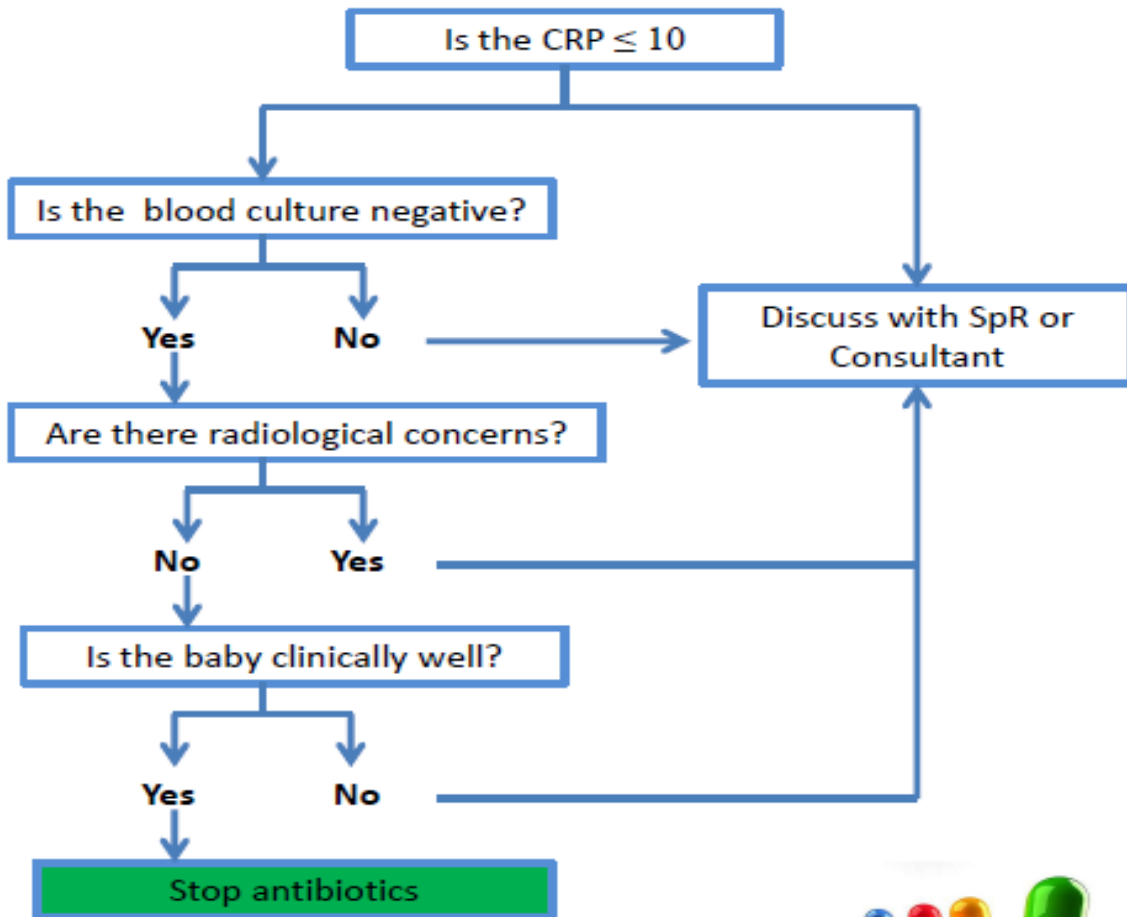 Is the CRP ≤ 10
Is the blood culture negative?
Yes
No
Discuss with SpR or
Consultant
Are there radiological concerns?
No
Yes
Is the baby clinically well?
Yes
No
Stop antibiotics